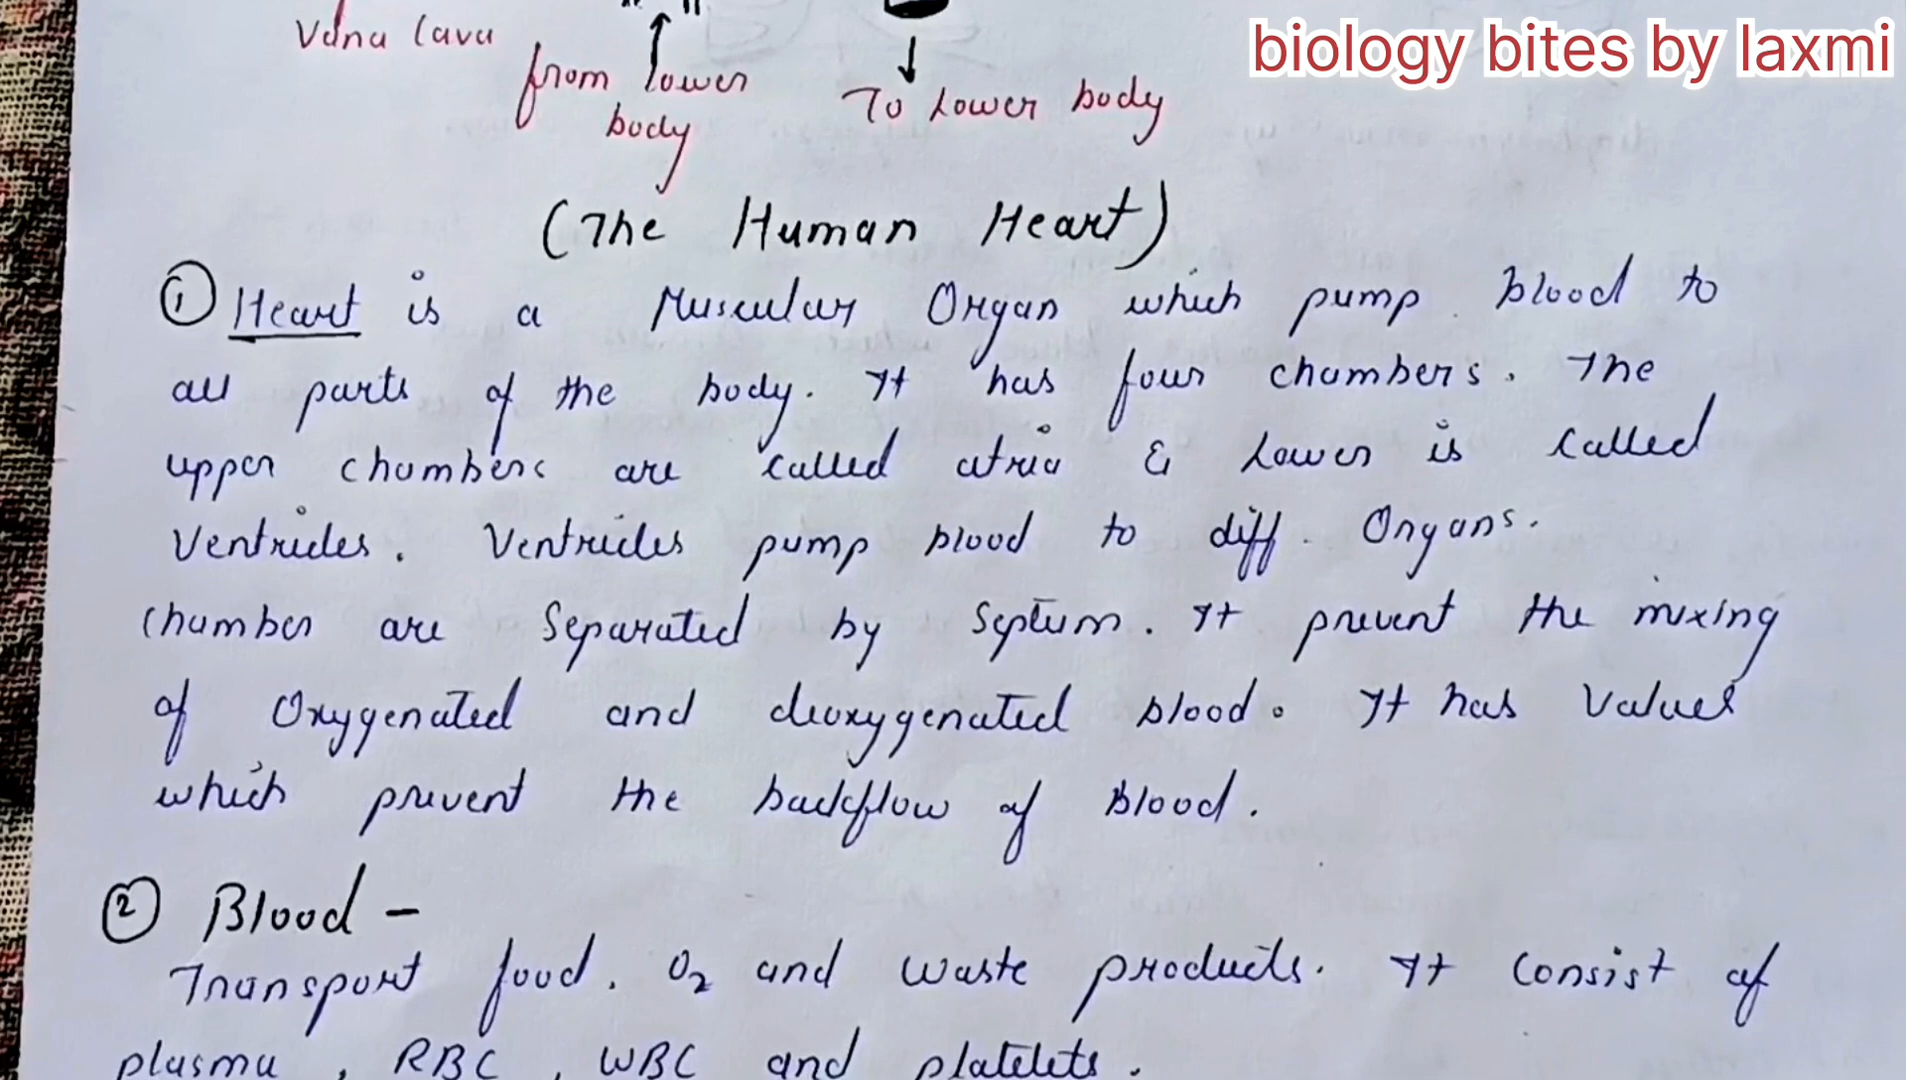 biology bites by laxmi
Vena Cava
from lower
body
To Lower body
(The Human Heart)
① Heart is a Muscular Organ which pump blood to
all parts of the body. It has four chambers. The
upper chambers are called atria & Lower is called
Ventricles. Ventricles pump blood to diff. Organs.
Chamber are Separated by Septum. It prevent the mixing
of Oxygenated and deoxygenated blood. It has Valves
which prevent the backflow of Blood.
② Blood -
Transport food. O₂ and waste products. It consist of
plasma, RBC, WBC and platelets.